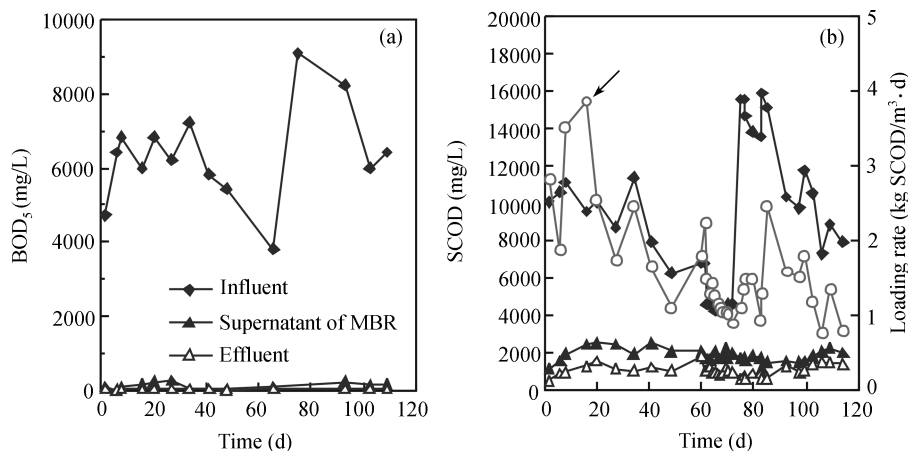 (a)
10000
8000
6000
4000
2000
0
BOD5 (mg/L)
Influent
Supernatant of MBR
Effluent
0 20 40 60 80 100 120
Time (d)
(b)
20000
18000
16000
14000
12000
10000
8000
6000
4000
2000
0
SCOD (mg/L)
5
4
3
2
1
0
Loading rate (kg SCOD/m³·d)
0 20 40 60 80 100 120
Time (d)